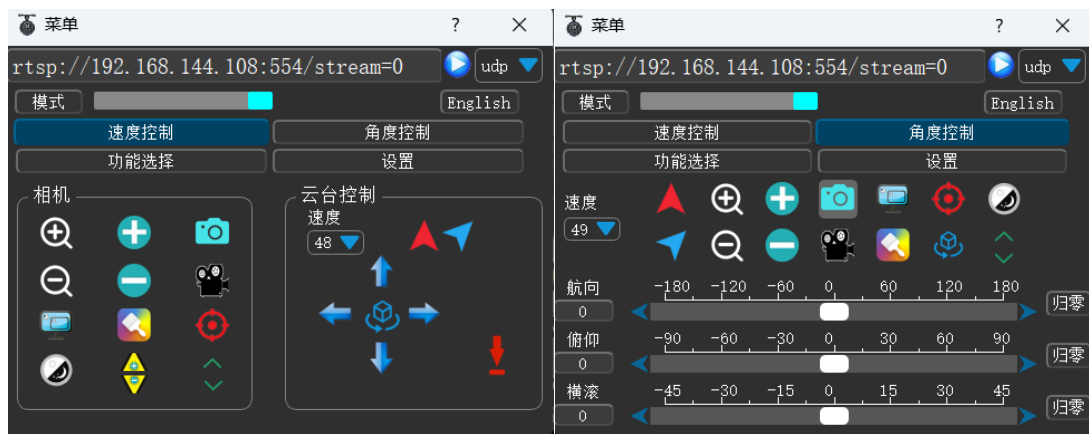 菜单 ? ×
rtsp://192.168.144.108:554/stream=0 udp
模式 English
速度控制 角度控制
功能选择 设置
相机 云台控制
速度
48
菜单 ? ×
rtsp://192.168.144.108:554/stream=0 udp
模式 English
速度控制 角度控制
功能选择 设置
速度
49
航向 -180 -120 -60 0 60 120 180 归零
0
俯仰 -90 -60 -30 0 30 60 90 归零
0
横滚 -45 -30 -15 0 15 30 45 归零
0